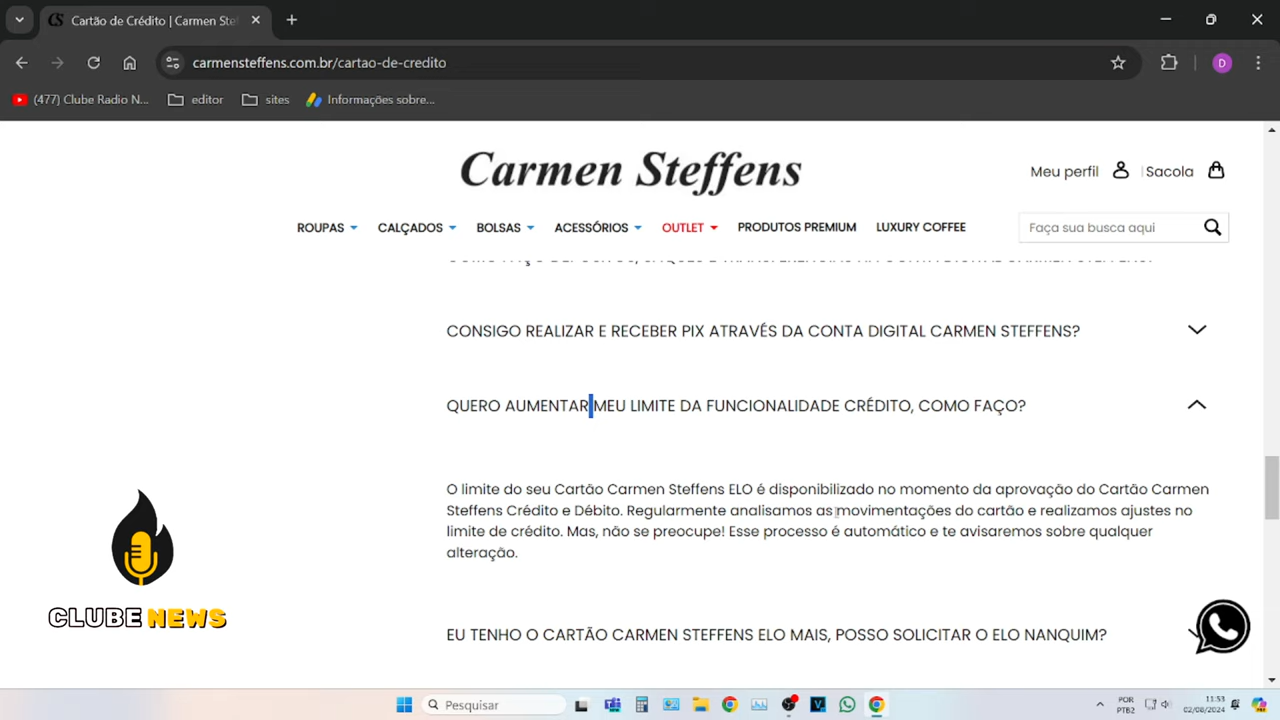 CS Cartão de Crédito | Carmen Ste
carmensteffens.com.br/cartao-de-credito
D
(477) Clube Radio N...
editor
sites
Informações sobre...
Carmen Steffens
Meu perfil
Sacola
ROUPAS
CALÇADOS
BOLSAS
ACESSÓRIOS
OUTLET
PRODUTOS PREMIUM
LUXURY COFFEE
Faça sua busca aqui
CONSIGO REALIZAR E RECEBER PIX ATRAVÉS DA CONTA DIGITAL CARMEN STEFFENS?
QUERO AUMENTAR MEU LIMITE DA FUNCIONALIDADE CRÉDITO, COMO FAÇO?
O limite do seu Cartão Carmen Steffens ELO é disponibilizado no momento da aprovação do Cartão Carmen
Steffens Crédito e Débito. Regularmente analisamos as movimentações do cartão e realizamos ajustes no
limite de crédito. Mas, não se preocupe! Esse processo é automático e te avisaremos sobre qualquer
alteração.
CLUBE NEWS
EU TENHO O CARTÃO CARMEN STEFFENS ELO MAIS, POSSO SOLICITAR O ELO NANQUIM?
Pesquisar
POR
PTB2
11:53
02/08/2024